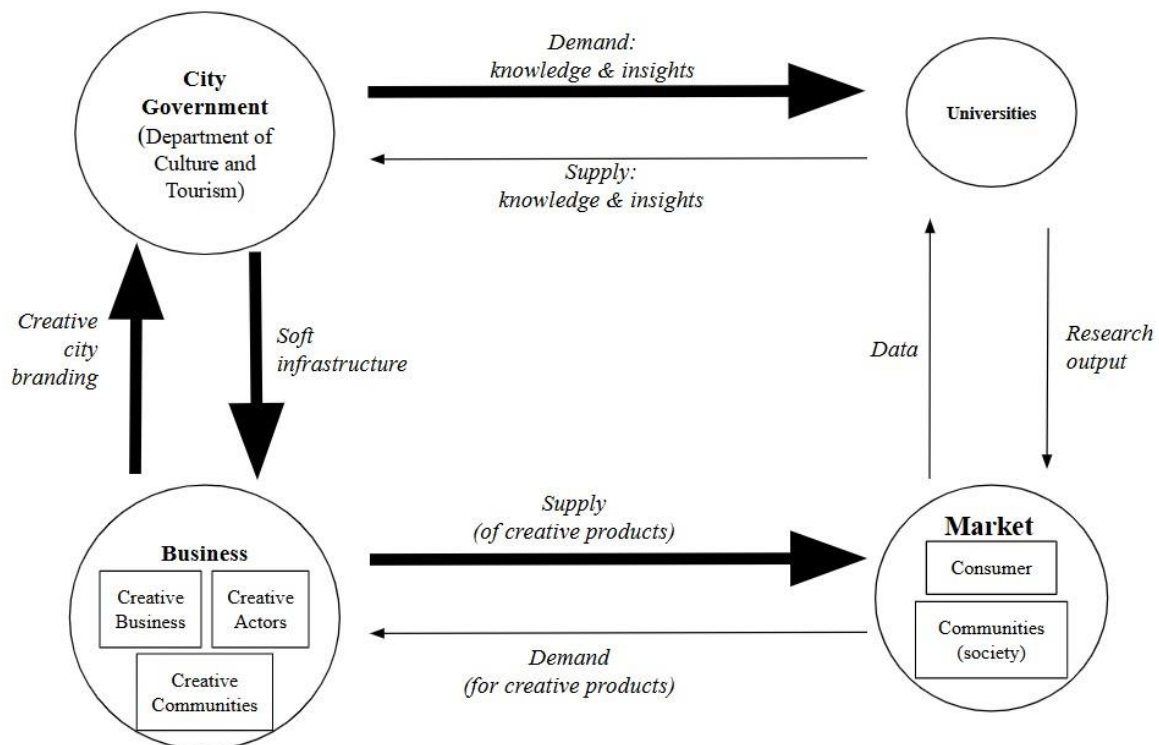 City
Government
(Department of
Culture and
Tourism)
Demand:
knowledge & insights
Universities
Supply:
knowledge & insights
Creative
city
branding
Soft
infrastructure
Data
Research
output
Business
Creative
Business
Creative
Actors
Creative
Communities
Supply
(of creative products)
Demand
(for creative products)
Market
Consumer
Communities
(society)